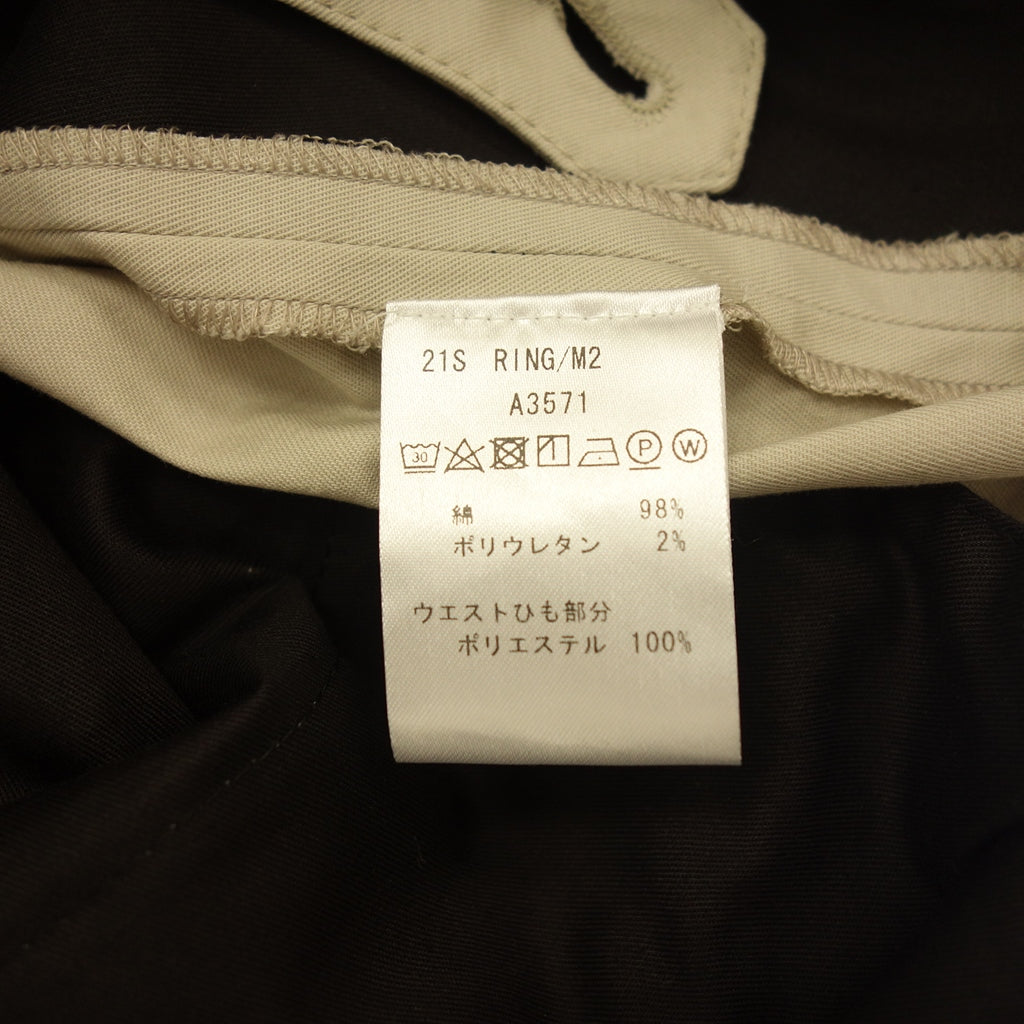 21S RING/M2
A3571
30 P W
綿 98%
ポリウレタン 2%
ウエストひも部分
ポリエステル 100%